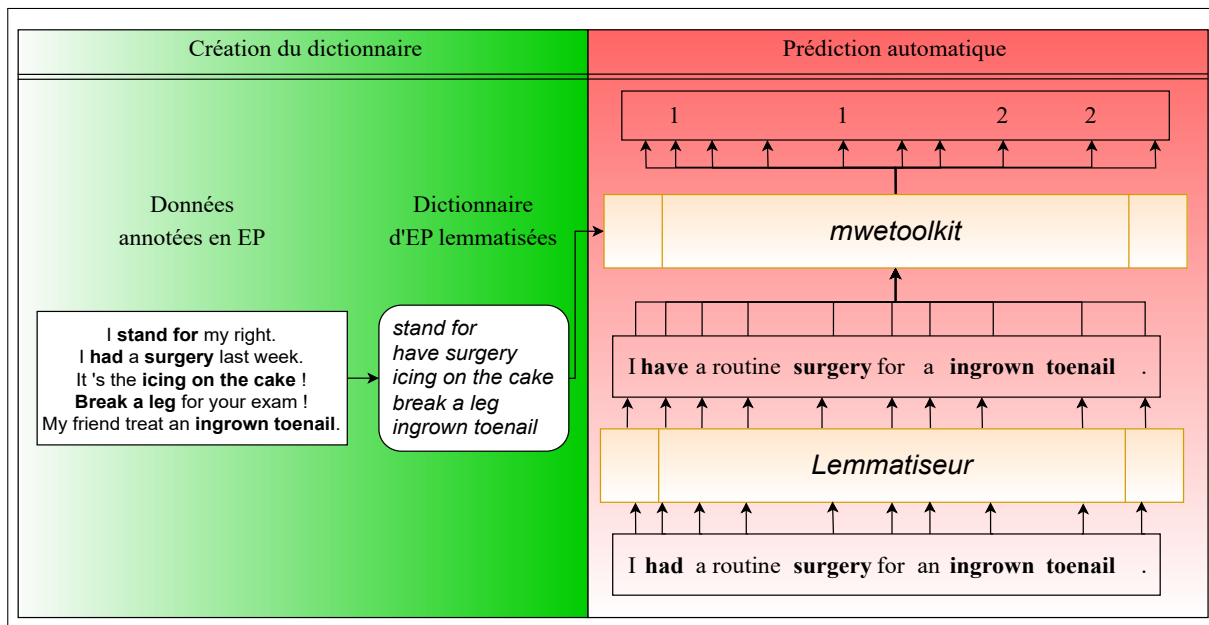 Création du dictionnaire
Prédiction automatique
Données
annotées en EP
Dictionnaire
d'EP lemmatisées
I stand for my right.
I had a surgery last week.
It 's the icing on the cake !
Break a leg for your exam !
My friend treat an ingrown toenail.
stand for
have surgery
icing on the cake
break a leg
ingrown toenail
1 1 2 2
mwetoolkit
I have a routine surgery for a ingrown toenail .
Lemmatiseur
I had a routine surgery for an ingrown toenail .